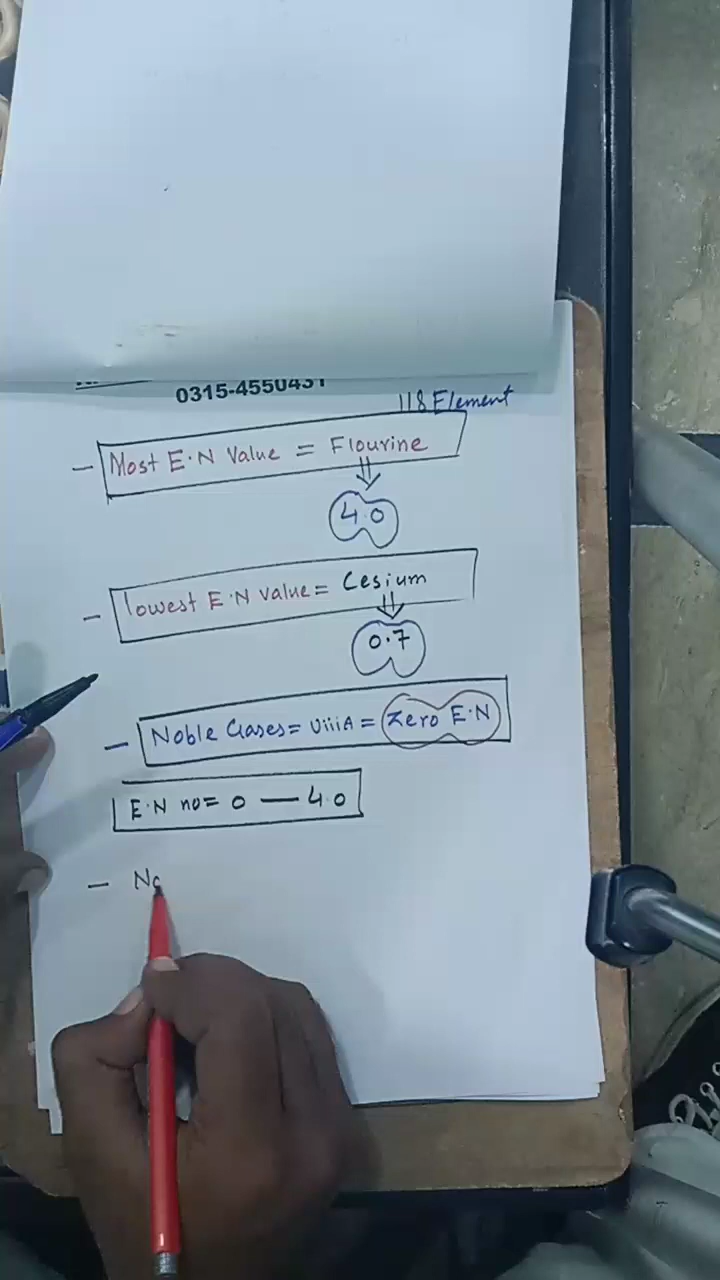 0315-4550431
118 Element
- Most E.N Value = Flourine
4.0
- lowest E.N value = Cesium
0.7
- Noble Gases = viiiA = Zero E.N
E.N no = 0 — 4.0
- No